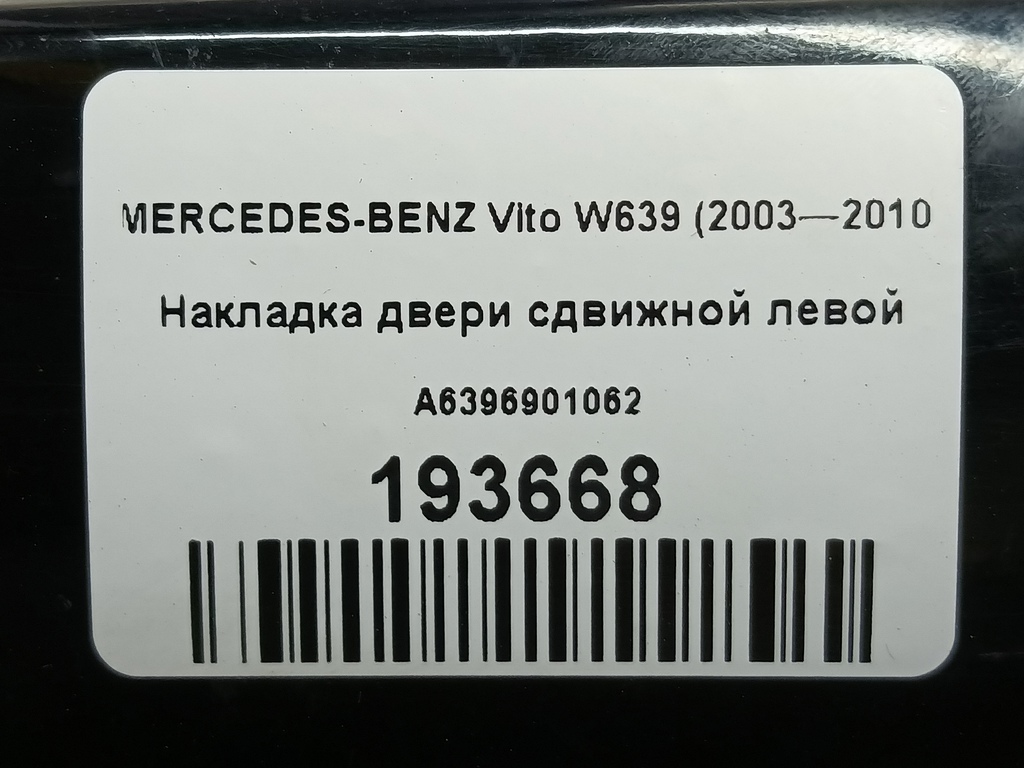 MERCEDES-BENZ Vito W639 (2003—2010
Накладка двери сдвижной левой
A6396901062
193668